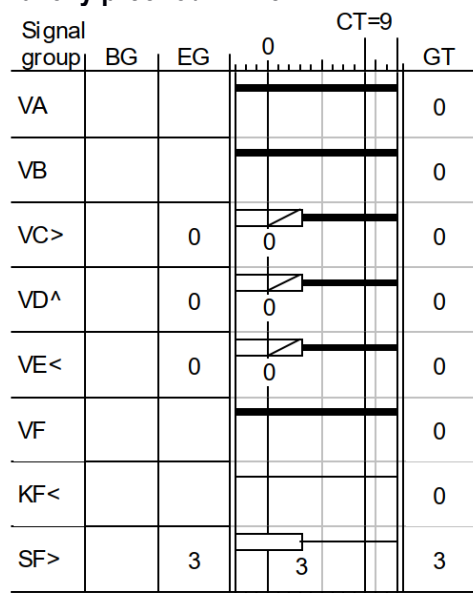 Signal group BG EG 0 CT=9 GT
VA 0
VB 0
VC> 0 0 0
VD^ 0 0 0
VE< 0 0 0
VF 0
KF< 0
SF> 3 3 3